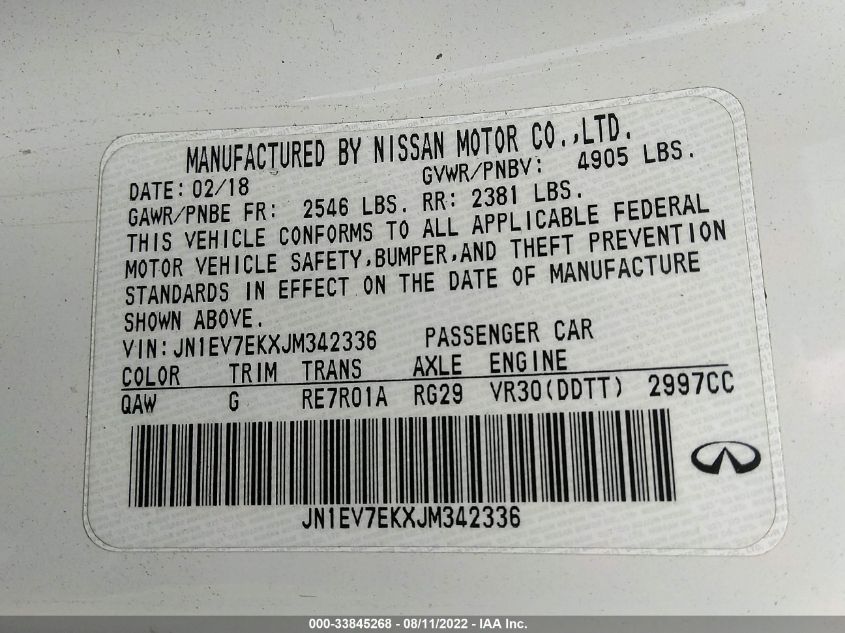 MANUFACTURED BY NISSAN MOTOR CO.,LTD.
DATE: 02/18 GVWR/PNBV: 4905 LBS.
GAWR/PNBE FR: 2546 LBS. RR: 2381 LBS.
THIS VEHICLE CONFORMS TO ALL APPLICABLE FEDERAL
MOTOR VEHICLE SAFETY,BUMPER,AND THEFT PREVENTION
STANDARDS IN EFFECT ON THE DATE OF MANUFACTURE
SHOWN ABOVE.
VIN: JN1EV7EKXJM342336 PASSENGER CAR
COLOR TRIM TRANS AXLE ENGINE
QAW G RE7R01A RG29 VR30(DDTT) 2997CC
JN1EV7EKXJM342336
000-33845268 - 08/11/2022 - IAA Inc.